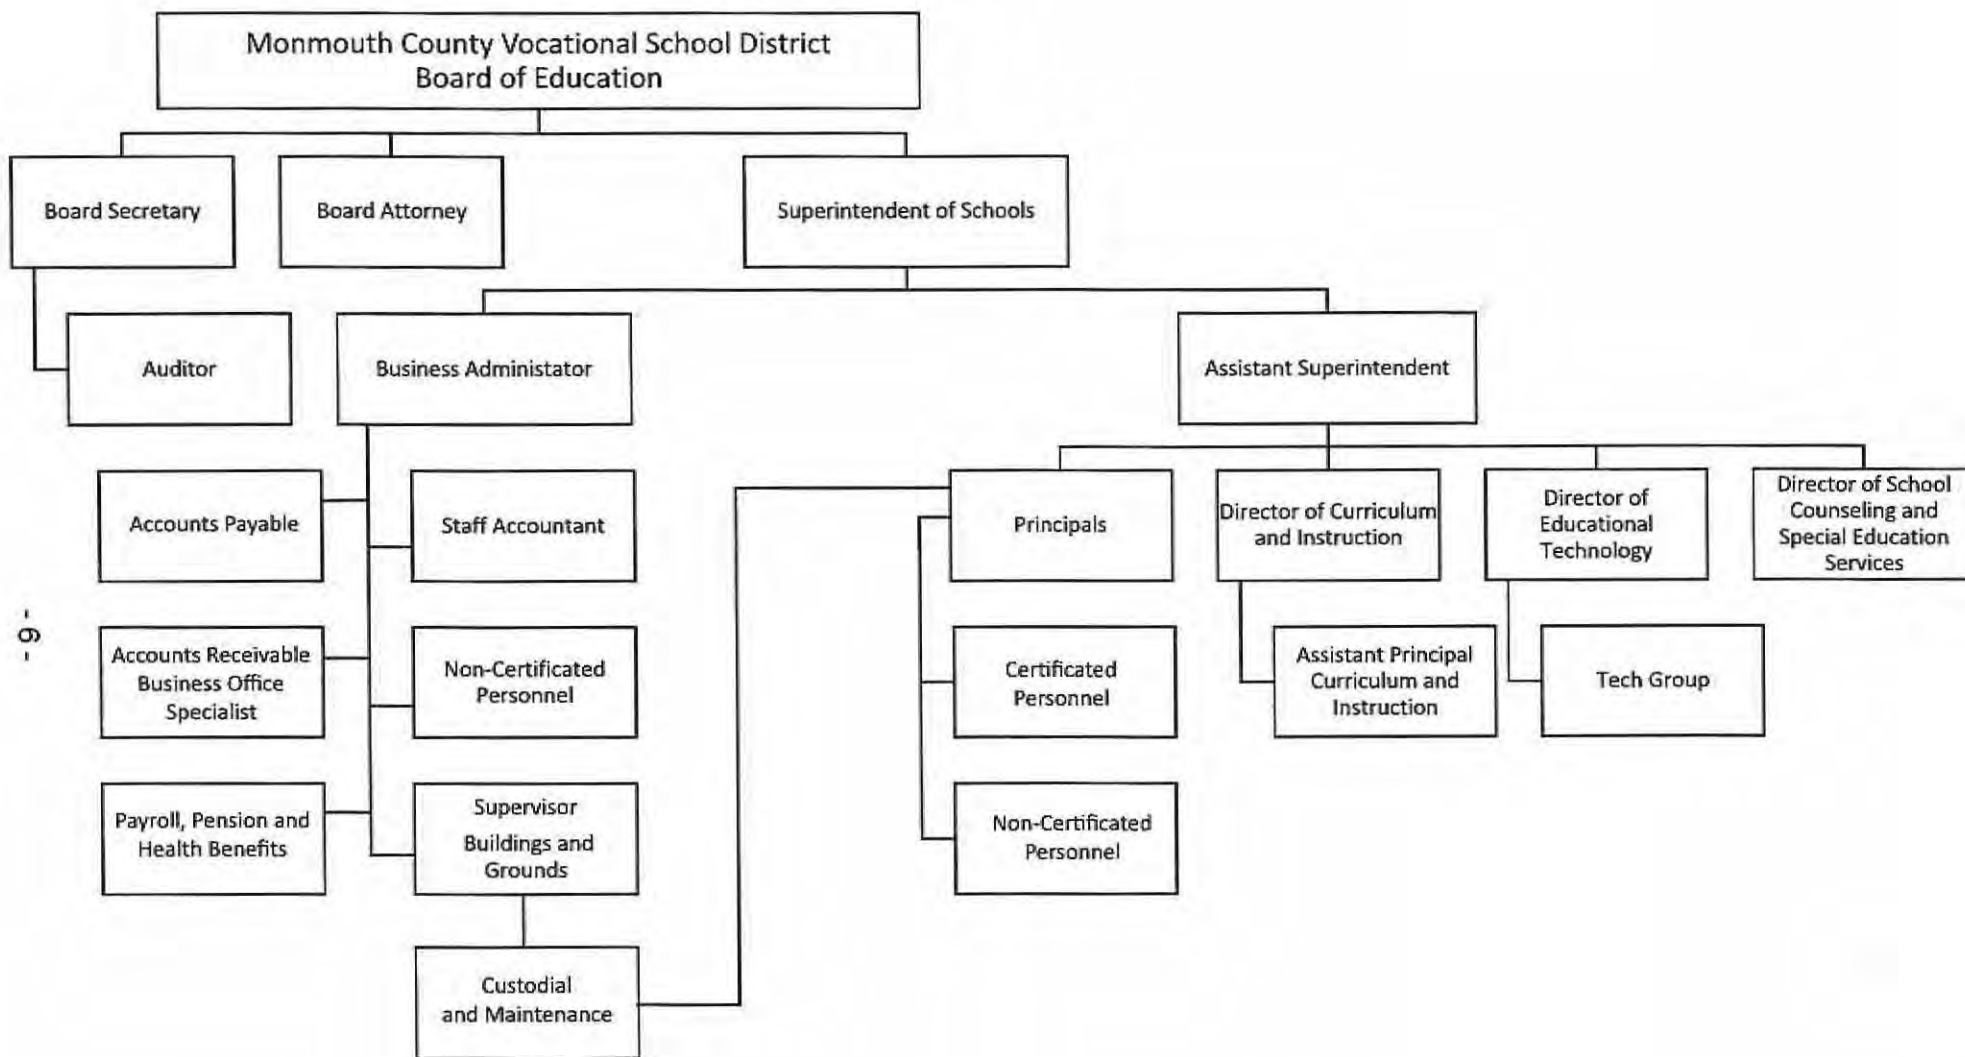 Monmouth County Vocational School District
Board of Education
Board Secretary
Board Attorney
Superintendent of Schools
Auditor
Business Administator
Assistant Superintendent
Accounts Payable
Staff Accountant
Principals
Director of Curriculum
and Instruction
Director of
Educational
Technology
Director of School
Counseling and
Special Education
Services
Accounts Receivable
Business Office
Specialist
Non-Certificated
Personnel
Certificated
Personnel
Assistant Principal
Curriculum and
Instruction
Tech Group
Payroll, Pension and
Health Benefits
Supervisor
Buildings and
Grounds
Non-Certificated
Personnel
Custodial
and Maintenance
-9-